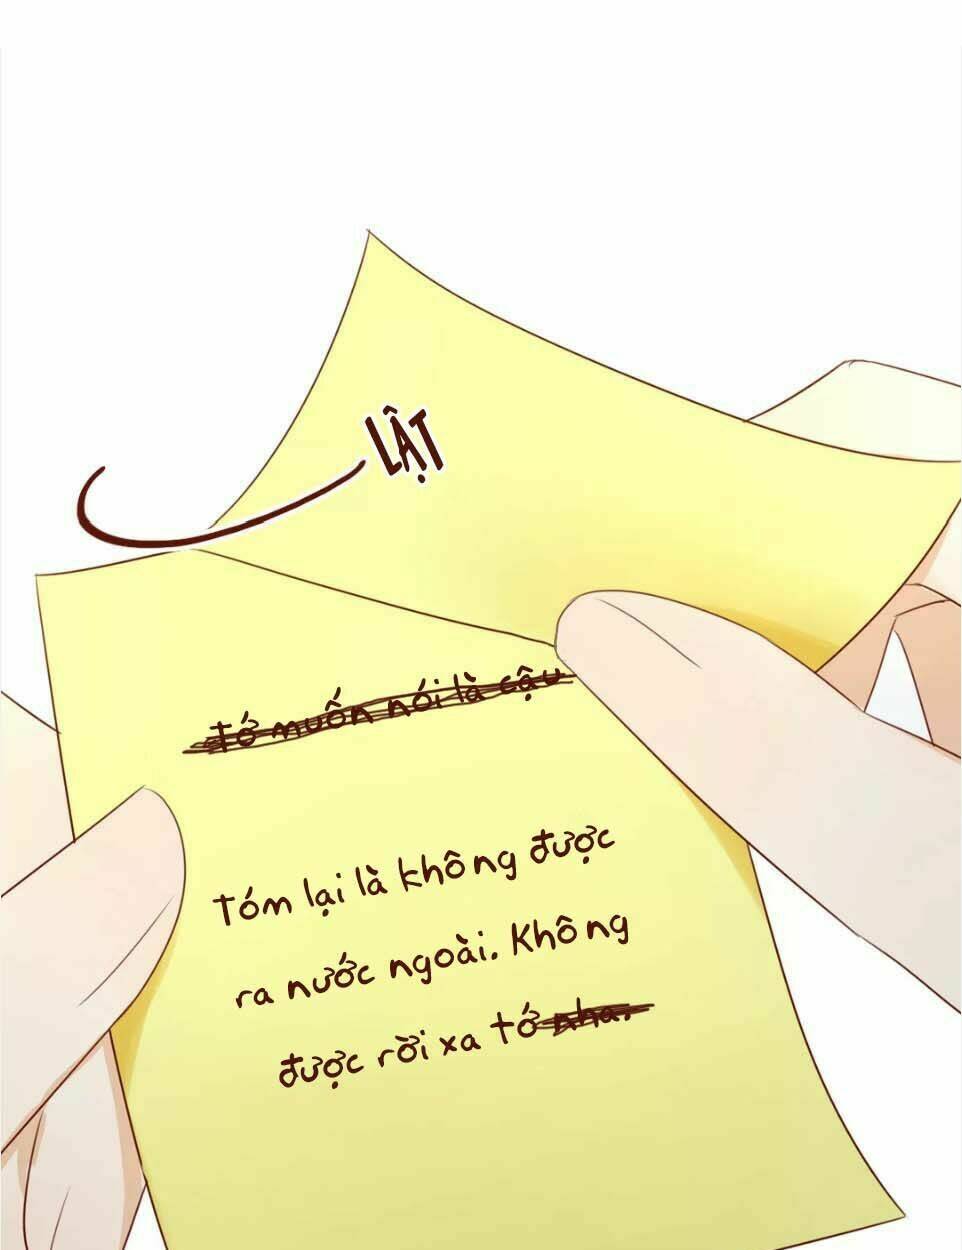 LẬT
Tớ muốn nói là cậu
Tóm lại là không được
ra nước ngoài. Không
được rời xa tớ nha.